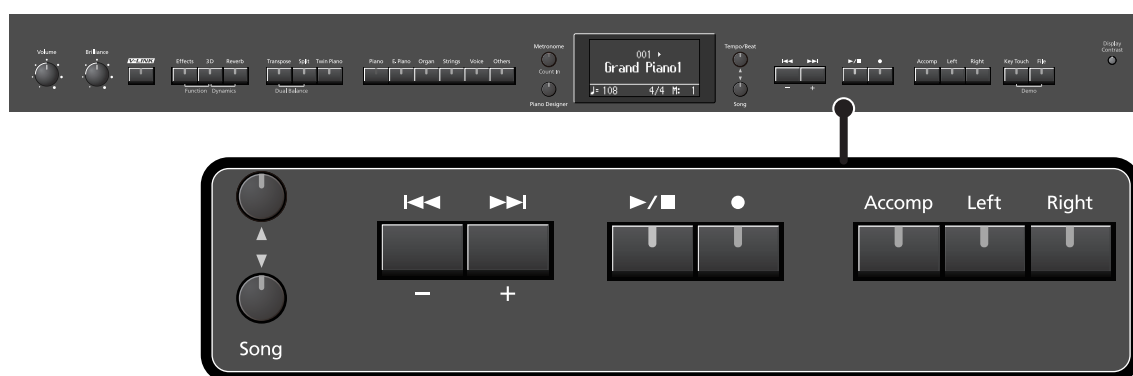 Volume
Brilliance
V-LINK
Effects 3D Reverb
Function Dynamics
Transpose Split Twin Piano
Dual Balance
Piano E. Piano Organ Strings Voice Others
Metronome
Count In
Piano Designer
001
Grand Piano1
♩= 108 4/4 M: 1
Tempo/Beat
Song
− +
Accomp Left Right
Key Touch File
Demo
Display
Contrast
Accomp Left Right
− +
Song